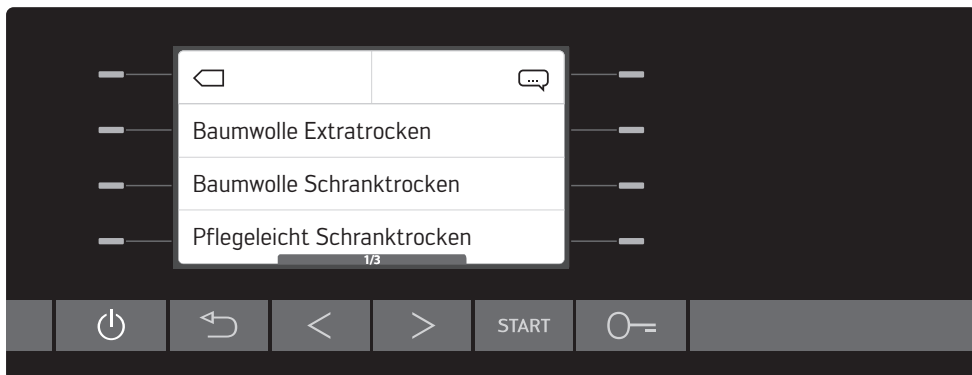 Baumwolle Extratrocken
Baumwolle Schranktrocken
Pflegeleicht Schranktrocken
1/3
START